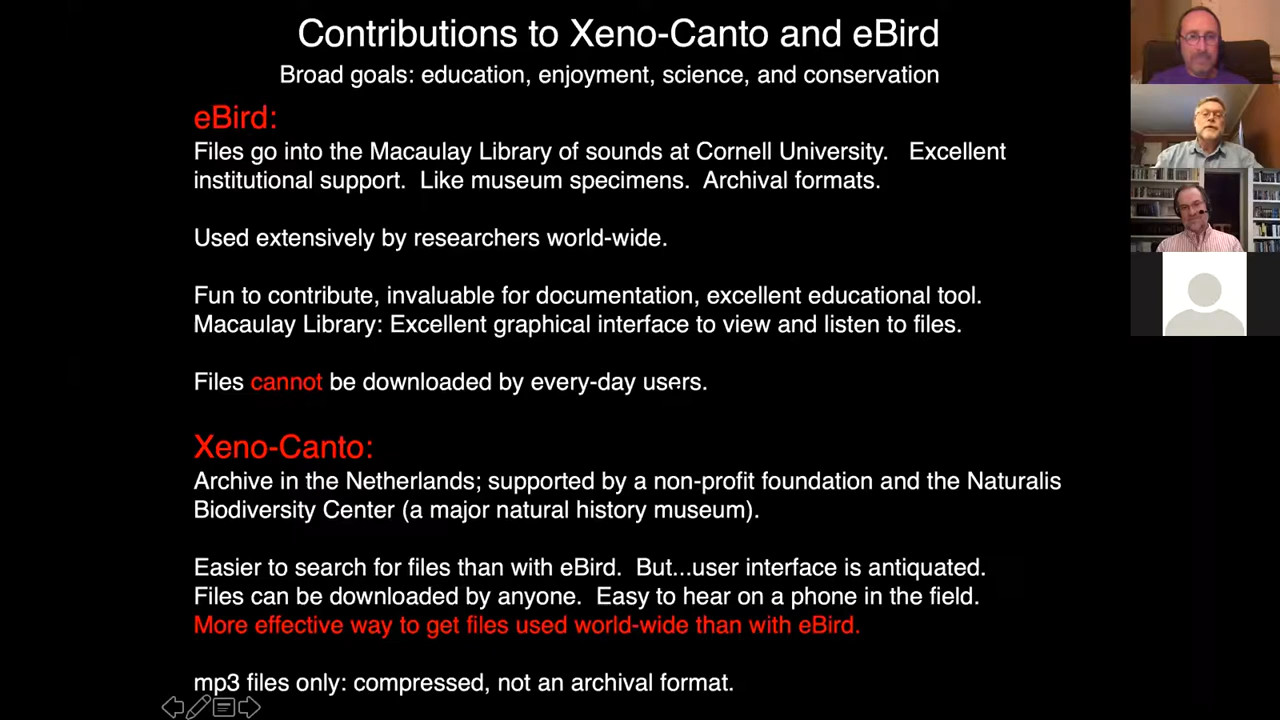 Contributions to Xeno-Canto and eBird
Broad goals: education, enjoyment, science, and conservation
eBird:
Files go into the Macaulay Library of sounds at Cornell University.   Excellent
institutional support.  Like museum specimens.  Archival formats.
Used extensively by researchers world-wide.
Fun to contribute, invaluable for documentation, excellent educational tool.
Macaulay Library: Excellent graphical interface to view and listen to files.
Files cannot be downloaded by every-day users.
Xeno-Canto:
Archive in the Netherlands; supported by a non-profit foundation and the Naturalis
Biodiversity Center (a major natural history museum).
Easier to search for files than with eBird.  But...user interface is antiquated.
Files can be downloaded by anyone.  Easy to hear on a phone in the field.
More effective way to get files used world-wide than with eBird.
mp3 files only: compressed, not an archival format.